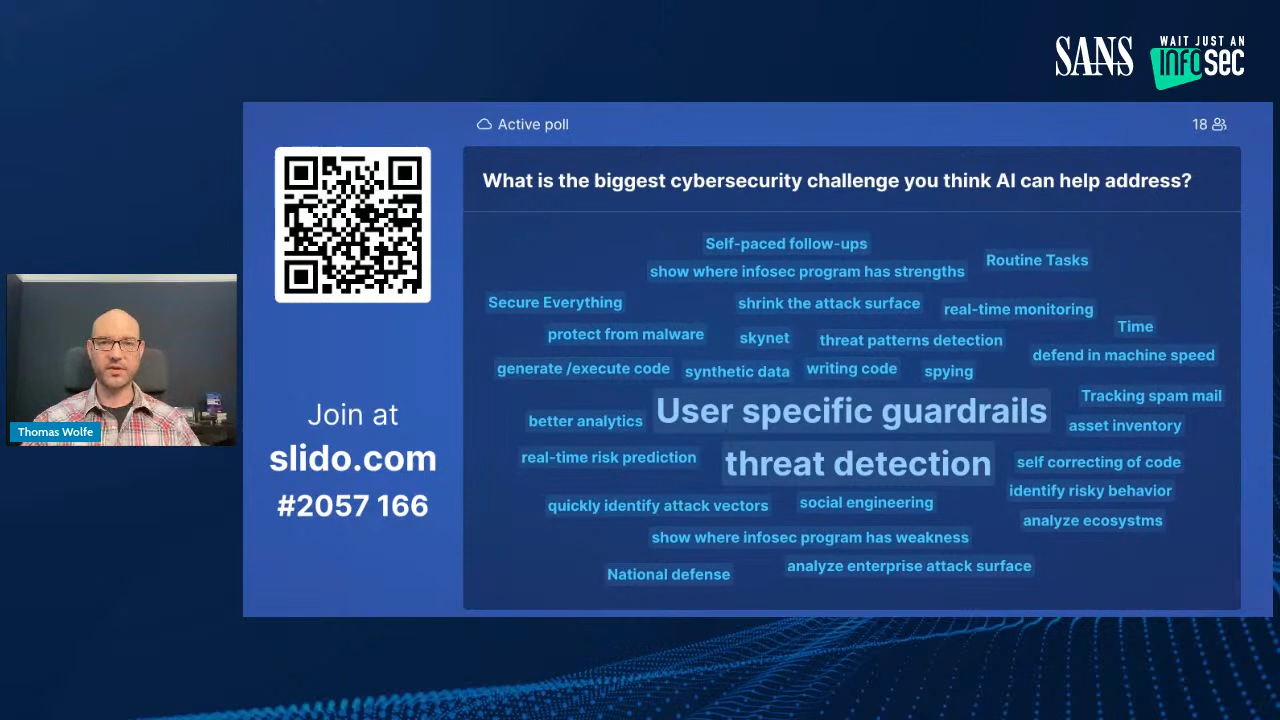 SANS
WAIT JUST AN
INFOSEC
Active poll
18
What is the biggest cybersecurity challenge you think AI can help address?
Self-paced follow-ups
Routine Tasks
show where infosec program has strengths
Secure Everything
shrink the attack surface
real-time monitoring
Time
protect from malware
skynet
threat patterns detection
defend in machine speed
generate /execute code
synthetic data
writing code
spying
Tracking spam mail
User specific guardrails
better analytics
asset inventory
real-time risk prediction
threat detection
self correcting of code
identify risky behavior
quickly identify attack vectors
social engineering
analyze ecosystms
show where infosec program has weakness
National defense
analyze enterprise attack surface
Join at
slido.com
#2057 166
Thomas Wolfe